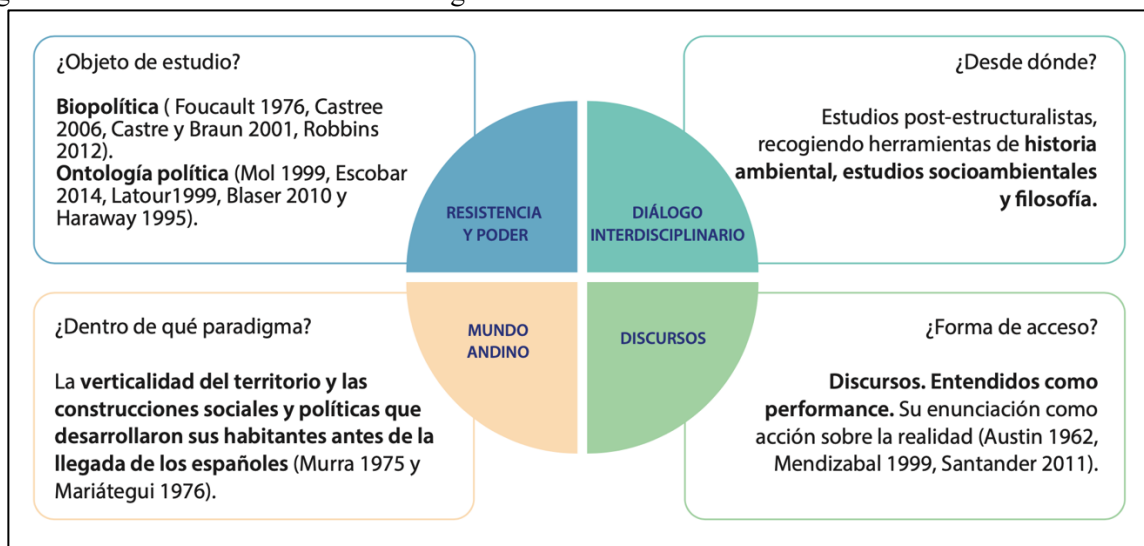 ¿Objeto de estudio?
Biopolítica ( Foucault 1976, Castree
2006, Castre y Braun 2001, Robbins
2012).
Ontología política (Mol 1999, Escobar
2014, Latour1999, Blaser 2010 y
Haraway 1995).
RESISTENCIA
Y PODER
¿Desde dónde?
Estudios post-estructuralistas,
recogiendo herramientas de historia
ambiental, estudios socioambientales
y filosofía.
DIÁLOGO
INTERDISCIPLINARIO
¿Dentro de qué paradigma?
La verticalidad del territorio y las
construcciones sociales y políticas que
desarrollaron sus habitantes antes de la
llegada de los españoles (Murra 1975 y
Mariátegui 1976).
MUNDO
ANDINO
DISCURSOS
¿Forma de acceso?
Discursos. Entendidos como
performance. Su enunciación como
acción sobre la realidad (Austin 1962,
Mendizabal 1999, Santander 2011).